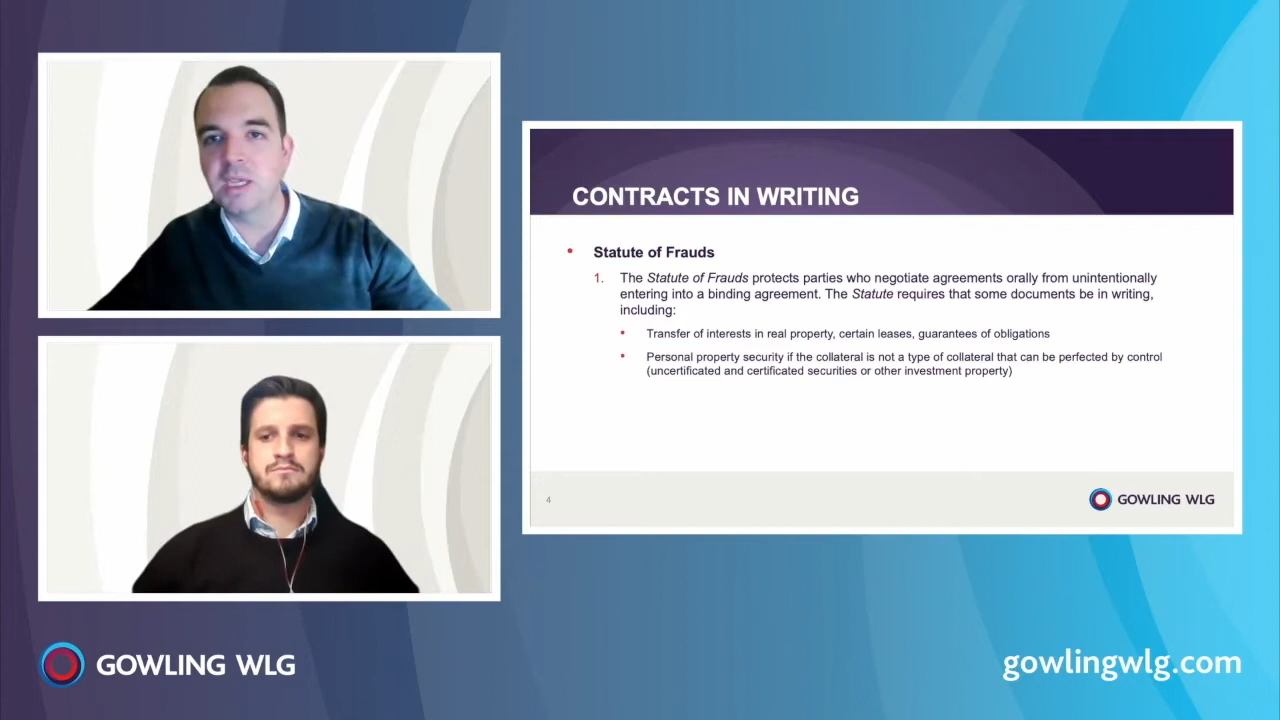 CONTRACTS IN WRITING
• Statute of Frauds
1. The Statute of Frauds protects parties who negotiate agreements orally from unintentionally
entering into a binding agreement. The Statute requires that some documents be in writing,
including:
• Transfer of interests in real property, certain leases, guarantees of obligations
• Personal property security if the collateral is not a type of collateral that can be perfected by control
(uncertificated and certificated securities or other investment property)
4
GOWLING WLG
GOWLING WLG
gowlingwlg.com